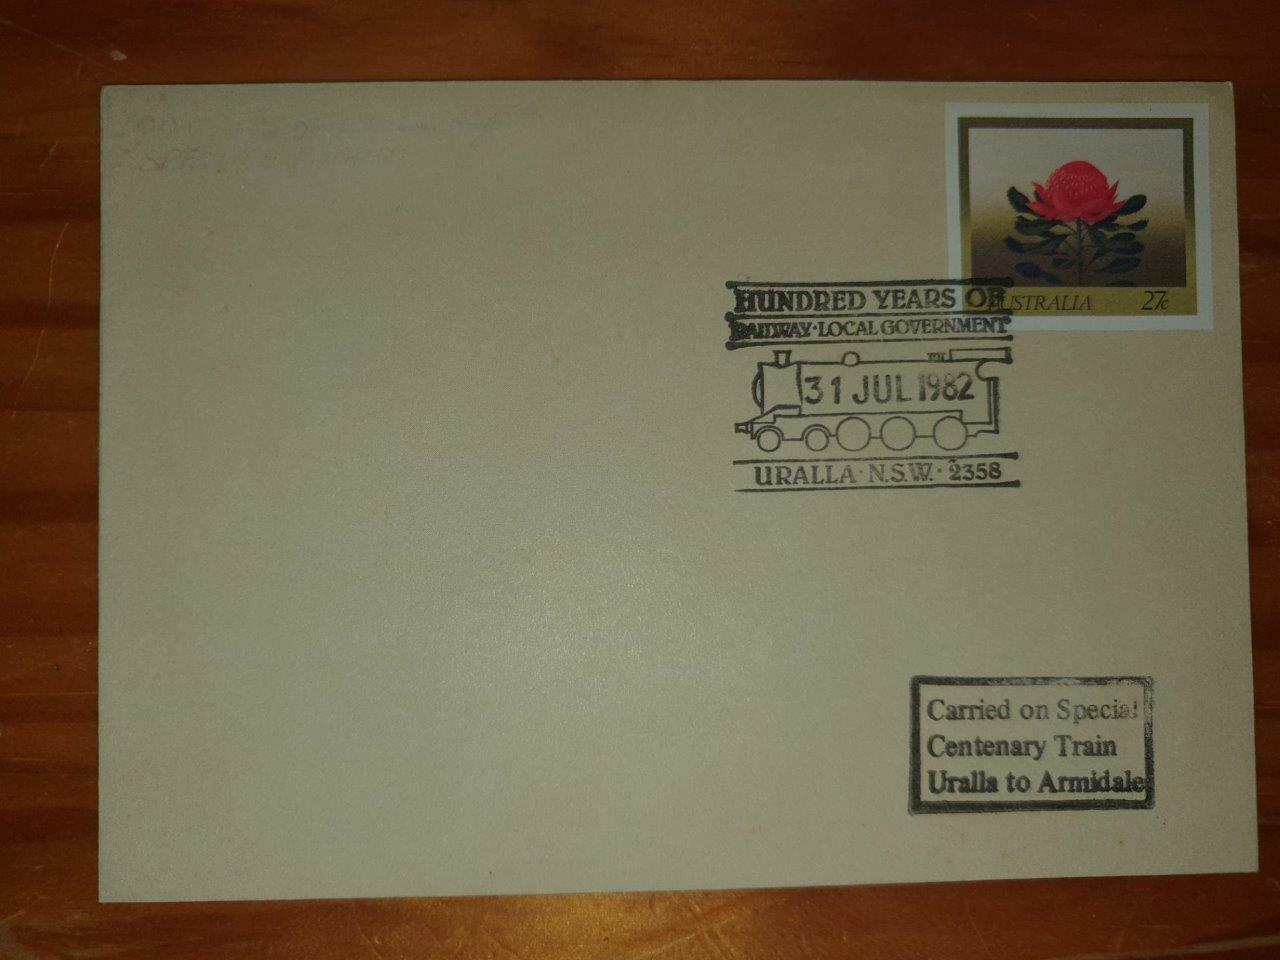 AUSTRALIA 27c
HUNDRED YEARS OF
RAILWAY·LOCAL GOVERNMENT
31 JUL 1982
URALLA·N.S.W.·2358
Carried on Special
Centenary Train
Uralla to Armidale